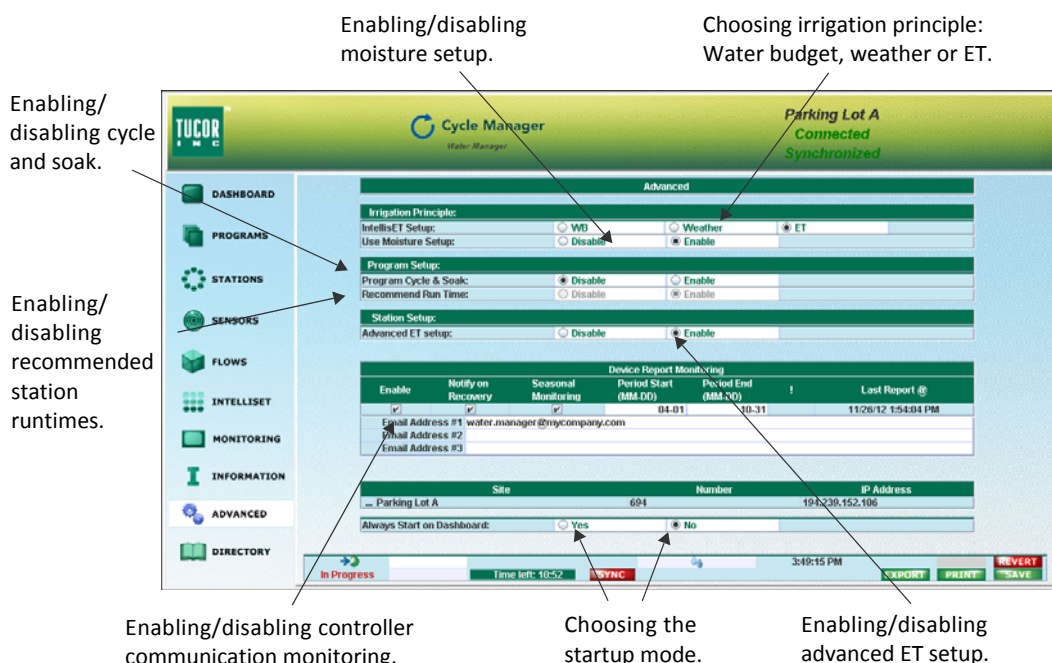 Enabling/disabling
moisture setup.
Choosing irrigation principle:
Water budget, weather or ET.
Enabling/
disabling cycle
and soak.
Enabling/
disabling
recommended
station
runtimes.
TUCOR
INC
Cycle Manager
Water Manager
Parking Lot A
Connected
Synchronized
DASHBOARD
PROGRAMS
STATIONS
SENSORS
FLOWS
INTELLISET
MONITORING
INFORMATION
ADVANCED
DIRECTORY
Advanced
Irrigation Principle:
IntellisET Setup: WB Weather ET
Use Moisture Setup: Disable Enable
Program Setup:
Program Cycle & Soak: Disable Enable
Recommend Run Time: Disable Enable
Station Setup:
Advanced ET setup: Disable Enable
Device Report Monitoring
Enable Notify on Recovery Seasonal Monitoring Period Start (MM-DD) Period End (MM-DD) ! Last Report @
04-01 10-31 11/26/12 1:54:04 PM
Email Address #1 water.manager@mycompany.com
Email Address #2
Email Address #3
Site Number IP Address
... Parking Lot A 694 194.239.152.106
Always Start on Dashboard: Yes No
In Progress Time left: 10:52 SYNC 3:49:15 PM EXPORT PRINT REVERT SAVE
Enabling/disabling controller
communication monitoring.
Choosing the
startup mode.
Enabling/disabling
advanced ET setup.